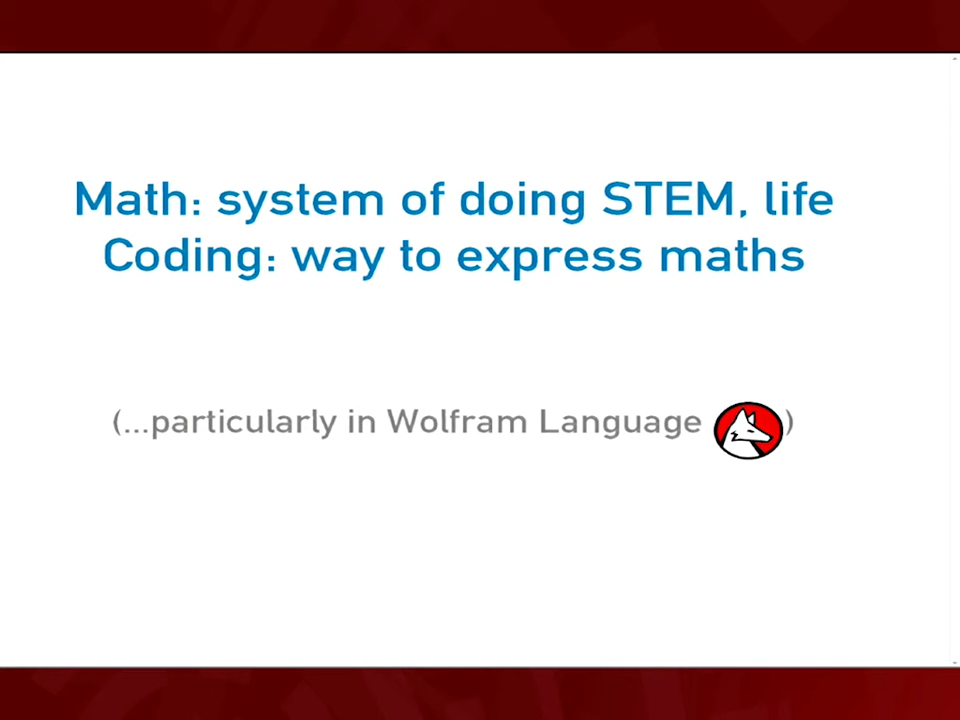 Math: system of doing STEM, life
Coding: way to express maths
(...particularly in Wolfram Language )